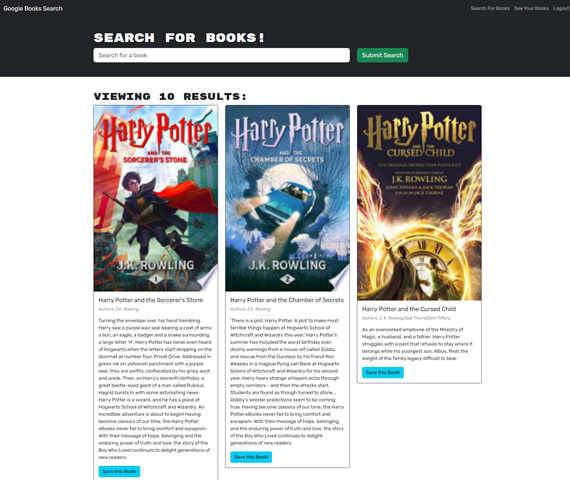 Google Books Search
Search For Books See Your Books Logout
SEARCH FOR BOOKS!
Search for a book
Submit Search
VIEWING 10 RESULTS:
Harry Potter
AND THE
SORCERER'S STONE
J.K. ROWLING
1
Harry Potter and the Sorcerer's Stone
Authors: J.K. Rowling
Turning the envelope over, his hand trembling,
Harry saw a purple wax seal bearing a coat of arms;
a lion, an eagle, a badger and a snake surrounding
a large letter 'H'. Harry Potter has never even heard
of Hogwarts when the letters start dropping on the
doormat at number four, Privet Drive. Addressed in
green ink on yellowish parchment with a purple
seal, they are swiftly confiscated by his grisly aunt
and uncle. Then, on Harry's eleventh birthday, a
great beetle-eyed giant of a man called Rubeus
Hagrid bursts in with some astonishing news:
Harry Potter is a wizard, and he has a place at
Hogwarts School of Witchcraft and Wizardry. An
incredible adventure is about to begin! Having
become classics of our time, the Harry Potter
eBooks never fail to bring comfort and escapism.
With their message of hope, belonging and the
enduring power of truth and love, the story of the
Boy Who Lived continues to delight generations of
new readers.
Save this Book!
Harry Potter
AND THE
CHAMBER OF SECRETS
J.K. ROWLING
2
Harry Potter and the Chamber of Secrets
Authors: J.K. Rowling
'There is a plot, Harry Potter. A plot to make most
terrible things happen at Hogwarts School of
Witchcraft and Wizardry this year.' Harry Potter's
summer has included the worst birthday ever,
doomy warnings from a house-elf called Dobby,
and rescue from the Dursleys by his friend Ron
Weasley in a magical flying car! Back at Hogwarts
School of Witchcraft and Wizardry for his second
year, Harry hears strange whispers echo through
empty corridors - and then the attacks start.
Students are found as though turned to stone...
Dobby's sinister predictions seem to be coming
true. Having become classics of our time, the Harry
Potter eBooks never fail to bring comfort and
escapism. With their message of hope, belonging
and the enduring power of truth and love, the story
of the Boy Who Lived continues to delight
generations of new readers.
Save this Book!
Harry Potter
AND THE
CURSED CHILD
THE ORIGINAL PRODUCTION PLAYSCRIPT
BASED ON AN ORIGINAL STORY BY
J.K. ROWLING
JOHN TIFFANY & JACK THORNE
A PLAY BY JACK THORNE
Harry Potter and the Cursed Child
Authors: J. K. RowlingJack ThorneJohn Tiffany
As an overworked employee of the Ministry of
Magic, a husband, and a father, Harry Potter
struggles with a past that refuses to stay where it
belongs while his youngest son, Albus, finds the
weight of the family legacy difficult to bear.
Save this Book!